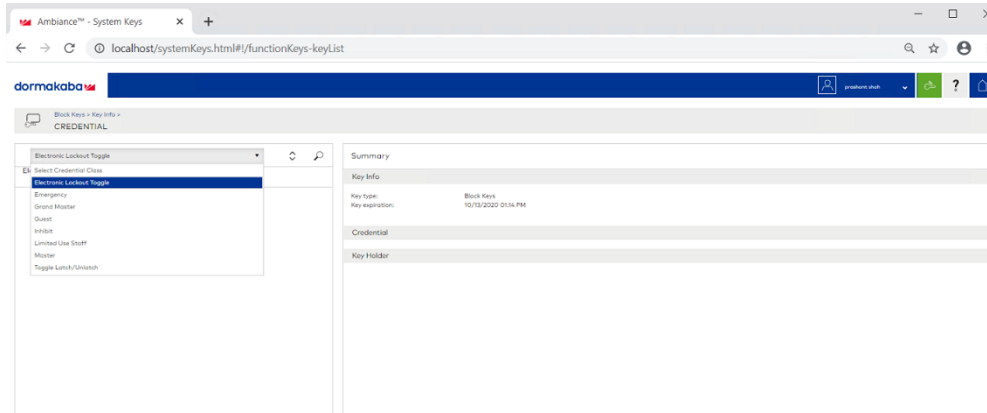 Ambiance™ - System Keys
localhost/systemKeys.html#!/functionKeys-keyList
dormakaba
prashant shah
?
Block Keys > Key Info >
CREDENTIAL
Electronic Lockout Toggle
Select Credential Class
Electronic Lockout Toggle
Emergency
Grand Master
Guest
Inhibit
Limited Use Staff
Master
Toggle Latch/Unlatch
Summary
Key Info
Key type: Block Keys
Key expiration: 10/13/2020 01:14 PM
Credential
Key Holder